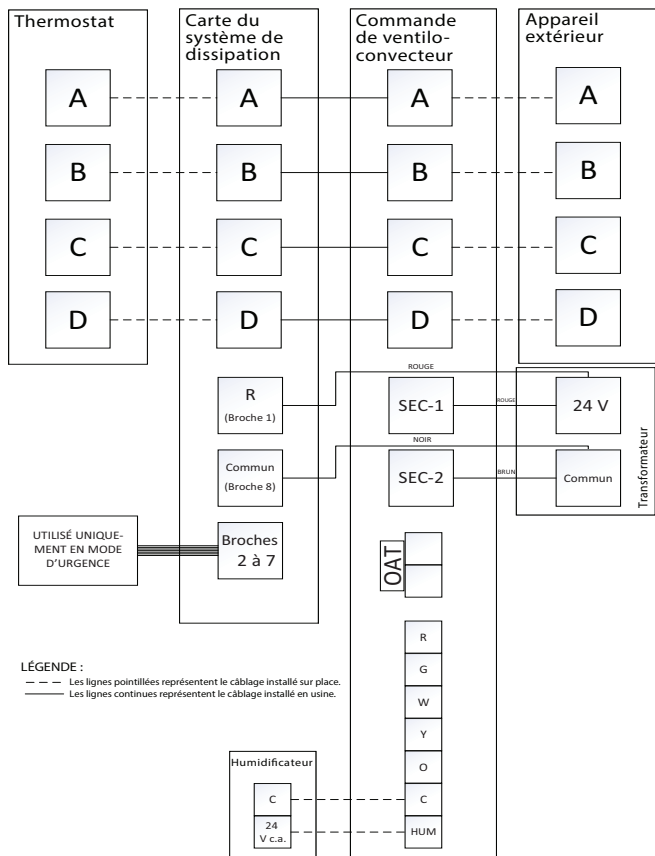 Thermostat
Carte du
système de
dissipation
Commande
de ventilo-
convecteur
Appareil
extérieur
A
A
A
A
B
B
B
B
C
C
C
C
D
D
D
D
ROUGE
R
(Broche 1)
SEC-1
ROUGE
24 V
NOIR
Commun
(Broche 8)
SEC-2
BRUN
Commun
Transformateur
UTILISÉ UNIQUE-
MENT EN MODE
D'URGENCE
Broches
2 à 7
OAT
LÉGENDE :
Les lignes pointillées représentent le câblage installé sur place.
Les lignes continues représentent le câblage installé en usine.
R
G
W
Y
O
C
HUM
Humidificateur
C
24
V c.a.